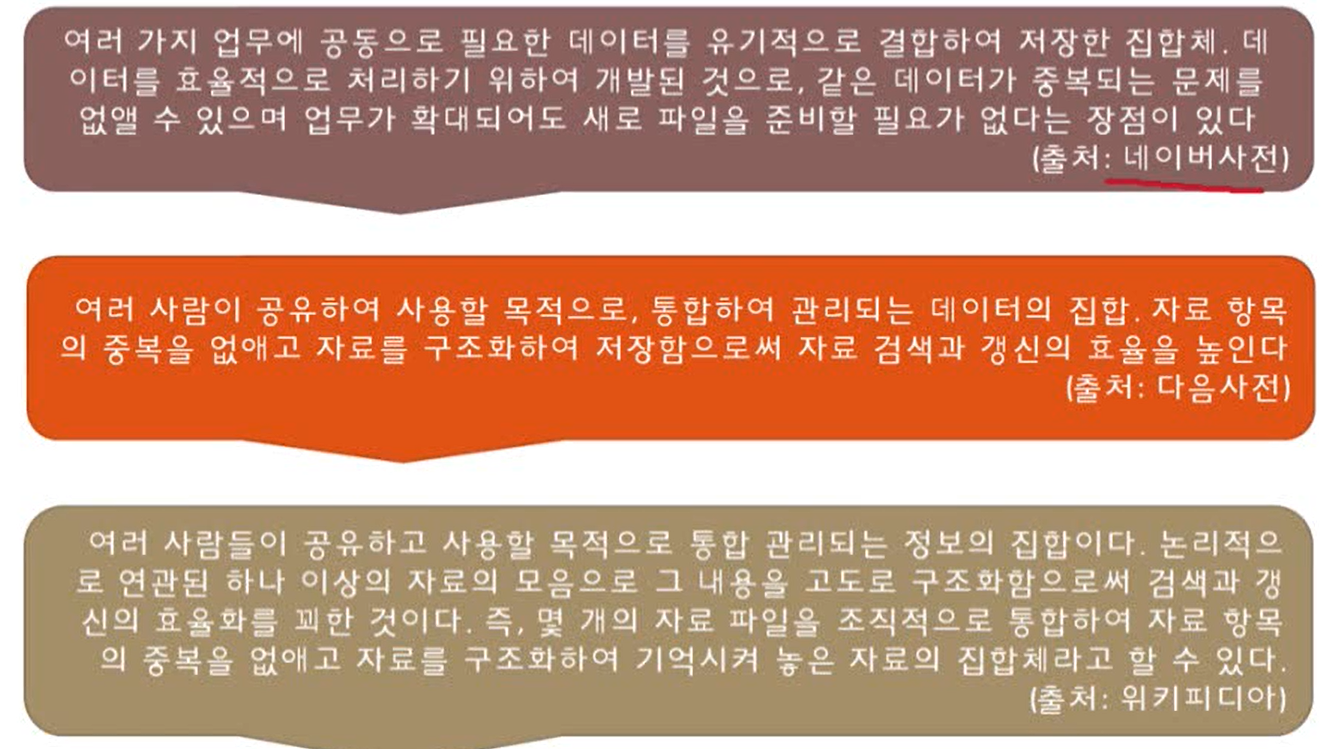 여러 가지 업무에 공동으로 필요한 데이터를 유기적으로 결합하여 저장한 집합체. 데
이터를 효율적으로 처리하기 위하여 개발된 것으로, 같은 데이터가 중복되는 문제를
없앨 수 있으며 업무가 확대되어도 새로 파일을 준비할 필요가 없다는 장점이 있다
(출처: 네이버사전)
여러 사람이 공유하여 사용할 목적으로, 통합하여 관리되는 데이터의 집합. 자료 항목
의 중복을 없애고 자료를 구조화하여 저장함으로써 자료 검색과 갱신의 효율을 높인다
(출처: 다음사전)
여러 사람들이 공유하고 사용할 목적으로 통합 관리되는 정보의 집합이다. 논리적으
로 연관된 하나 이상의 자료의 모음으로 그 내용을 고도로 구조화함으로써 검색과 갱
신의 효율화를 꾀한 것이다. 즉, 몇 개의 자료 파일을 조직적으로 통합하여 자료 항목
의 중복을 없애고 자료를 구조화하여 기억시켜 놓은 자료의 집합체라고 할 수 있다.
(출처: 위키피디아)